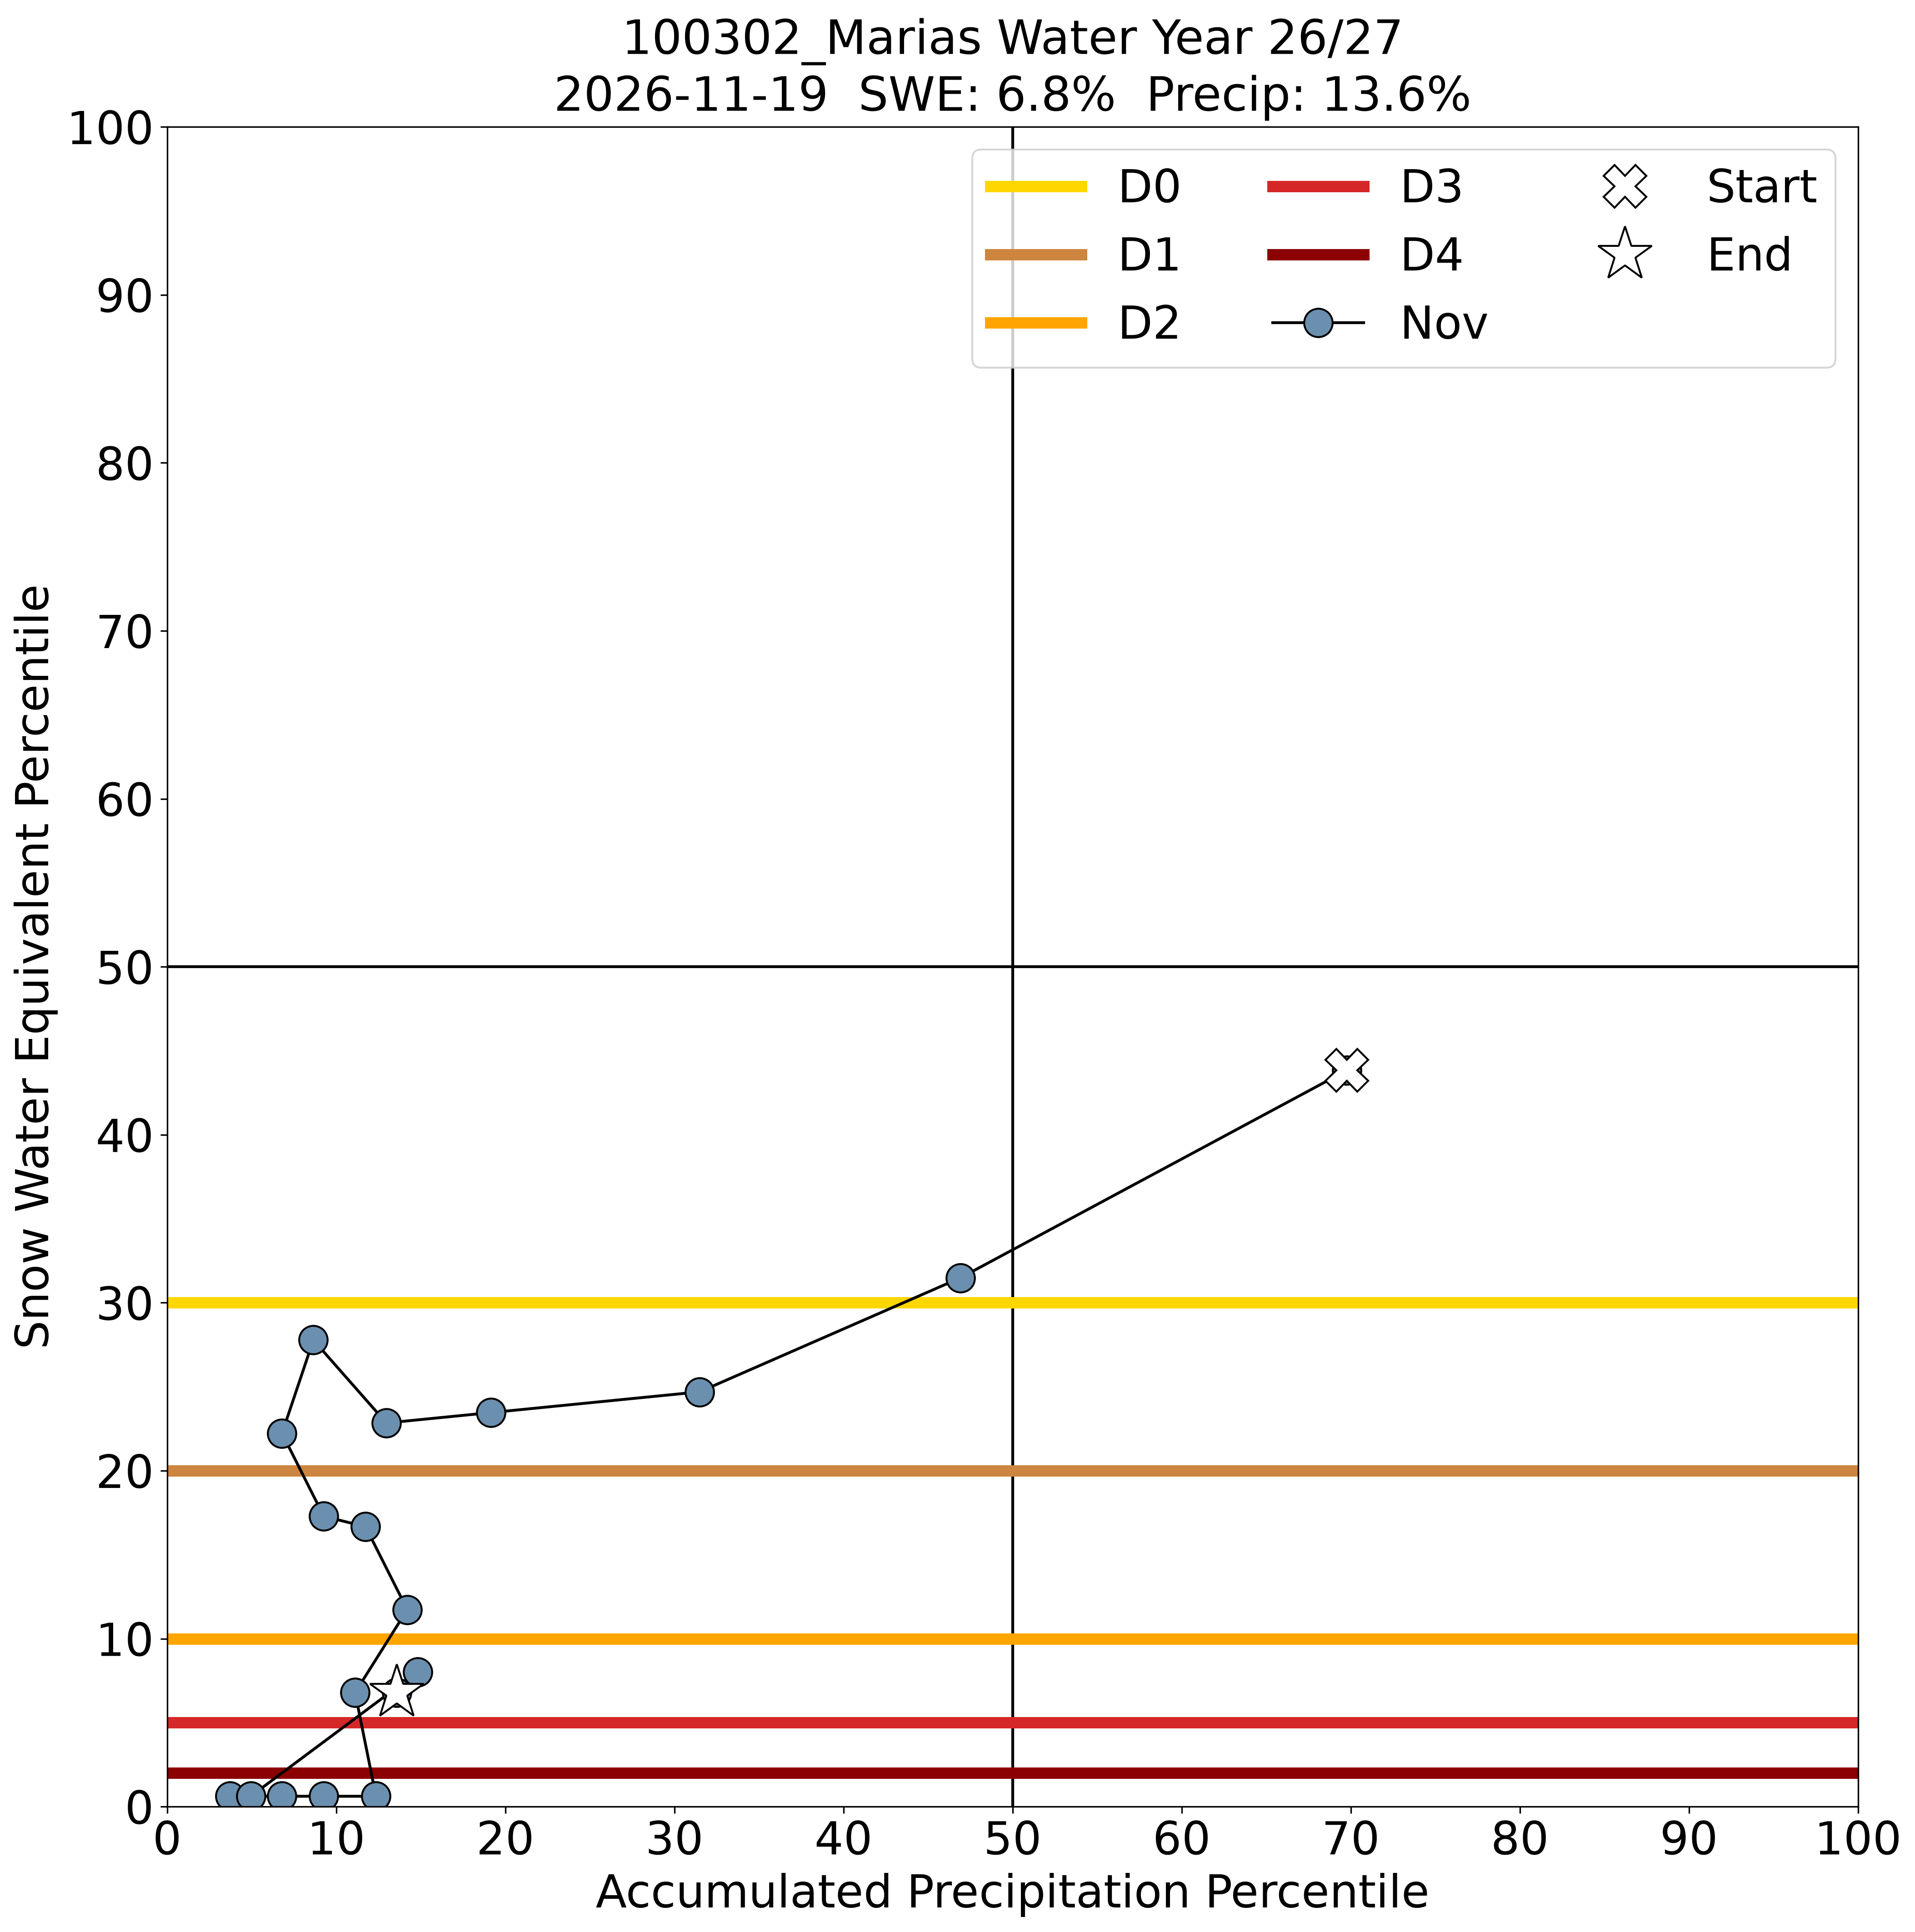 100302_Marias Water Year 26/27
2026-11-19  SWE: 6.8%  Precip: 13.6%
D0
D1
D2
D3
D4
Nov
Start
End
Snow Water Equivalent Percentile
100
90
80
70
60
50
40
30
20
10
0
0 10 20 30 40 50 60 70 80 90 100
Accumulated Precipitation Percentile